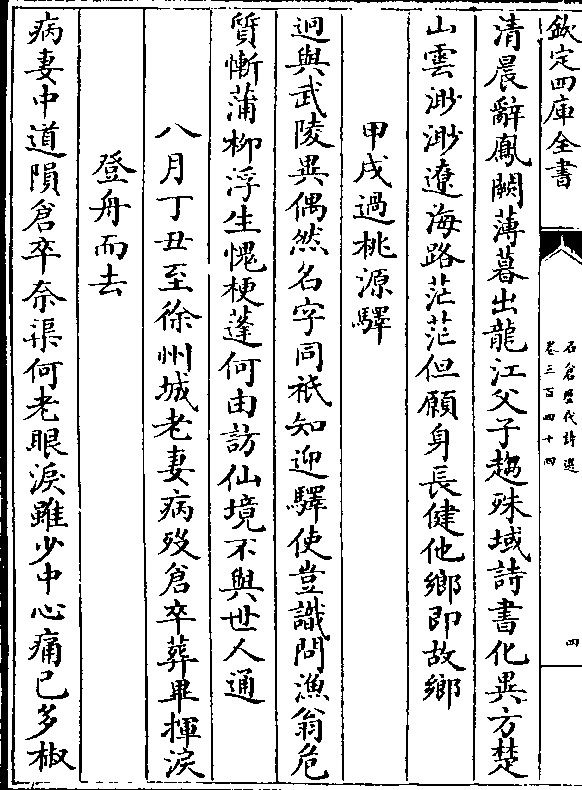 欽定四庫全書
石倉歷代詩選
卷三百四十四
四
清晨辭鳳闕薄暮出龍江父子趨殊域詩書化異方楚
山雲渺渺遼海路茫茫但願身長健他鄉即故鄉
甲戌過桃源驛
迥與武陵異偶然名字同祇知迎驛使豈識問漁翁危
質慚蒲柳浮生愧梗蓬何由訪仙境不與世人通
八月丁丑至徐州城老妻病歿倉卒葬畢揮淚
登舟而去
病妻中道隕倉卒奈渠何老眼淚雖少中心痛已多椒